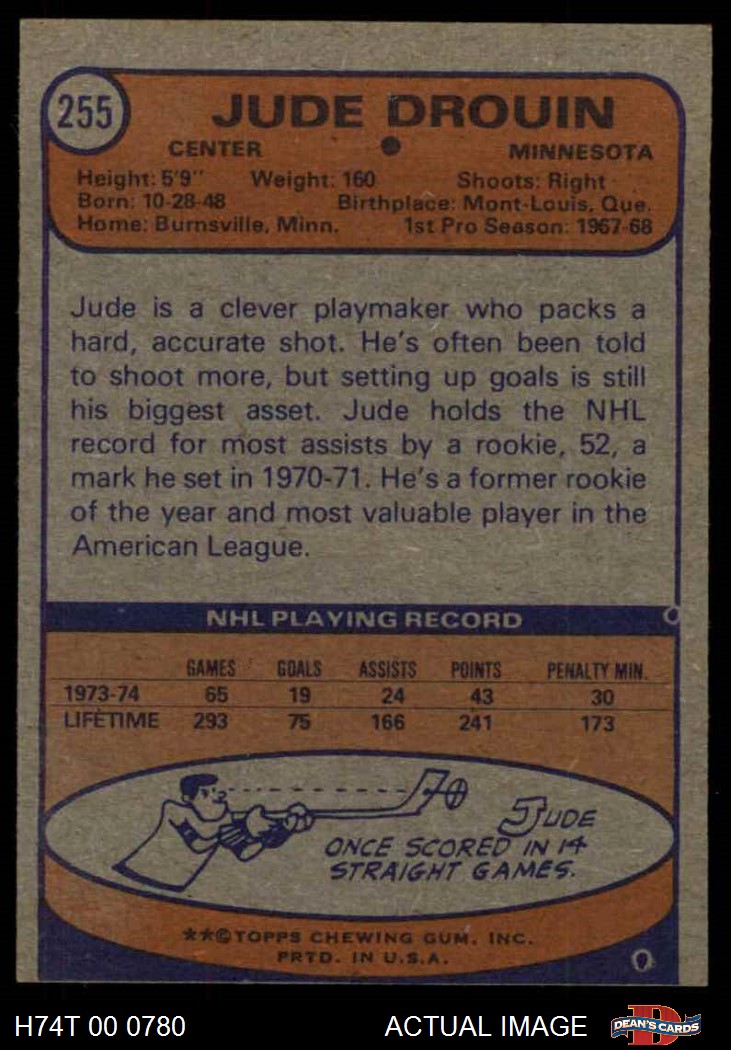 255
JUDE DROUIN
CENTER MINNESOTA
Height: 5'9" Weight: 160 Shoots: Right
Born: 10-28-48 Birthplace: Mont-Louis, Que.
Home: Burnsville, Minn. 1st Pro Season: 1967-68
Jude is a clever playmaker who packs a
hard, accurate shot. He's often been told
to shoot more, but setting up goals is still
his biggest asset. Jude holds the NHL
record for most assists by a rookie, 52, a
mark he set in 1970-71. He's a former rookie
of the year and most valuable player in the
American League.
NHL PLAYING RECORD
GAMES GOALS ASSISTS POINTS PENALTY MIN.
1973-74 65 19 24 43 30
LIFETIME 293 75 166 241 173
JUDE
ONCE SCORED IN 14
STRAIGHT GAMES.
**©TOPPS CHEWING GUM, INC.
PRTD. IN U.S.A.
H74T 00 0780 ACTUAL IMAGE DEAN'S CARDS